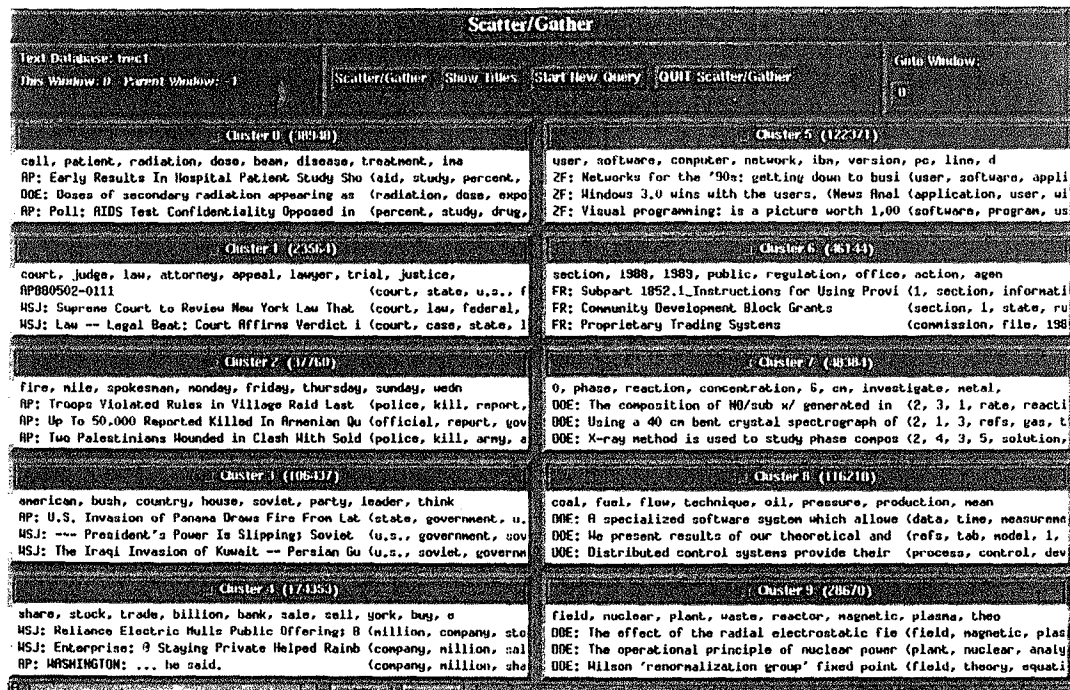 Scatter/Gather
Text Database: trec1
This Window: 0 Parent Window: -1
Scatter/Gather Show Titles Start New Query QUIT Scatter/Gather
Goto Window:
0
Cluster 0 (38940)
cell, patient, radiation, dose, beam, disease, treatment, ima
AP: Early Results In Hospital Patient Study Sho (aid, study, percent,
DOE: Doses of secondary radiation appearing as (radiation, dose, expo
AP: Poll: AIDS Test Confidentiality Opposed in (percent, study, drug,
Cluster 1 (23564)
court, judge, law, attorney, appeal, lawyer, trial, justice,
AP880502-0111 (court, state, u.s., f
WSJ: Supreme Court to Review New York Law That (court, law, federal,
WSJ: Law -- Legal Beat: Court Affirms Verdict i (court, case, state, l
Cluster 2
fire, mile, spokesman, monday, friday, thursday, sunday, wedn
AP: Troops Violated Rules in Village Raid Last (police, kill, report,
AP: Up To 50,000 Reported Killed In Armenian Qu (official, report, gov
AP: Two Palestinians Wounded in Clash With Sold (police, kill, army, a
Cluster 3 (106437)
american, bush, country, house, soviet, party, leader, think
AP: U.S. Invasion of Panama Draws Fire From Lat (state, government, u.
WSJ: --- President's Power Is Slipping; Soviet (u.s., government, sov
WSJ: The Iraqi Invasion of Kuwait -- Persian Gu (u.s., soviet, governm
Cluster 4 (174353)
share, stock, trade, billion, bank, sale, sell, york, buy, e
WSJ: Reliance Electric Mulls Public Offering; B (million, company, sto
WSJ: Enterprise: @ Staying Private Helped Rainb (company, million, sal
AP: WASHINGTON: ... he said. (company, million, sha
Cluster 5 (122371)
user, software, computer, network, ibm, version, pc, line, d
ZF: Networks for the '90s: getting down to busi (user, software, appli
ZF: Windows 3.0 wins with the users. (News Anal (application, user, wi
ZF: Visual programming: is a picture worth 1,00 (software, program, us
Cluster 6 (46144)
section, 1988, 1989, public, regulation, office, action, agen
FR: Subpart 1852.1_Instructions for Using Provi (1, section, informati
FR: Community Development Block Grants (section, 1, state, ru
FR: Proprietary Trading Systems (commission, file, 198
Cluster 7
0, phase, reaction, concentration, 6, cm, investigate, metal,
DOE: The composition of NO/sub x/ generated in (2, 3, 1, rate, reacti
DOE: Using a 40 cm bent crystal spectrograph of (2, 1, 3, refs, gas, t
DOE: X-ray method is used to study phase compos (2, 4, 3, 5, solution,
Cluster 8 (116210)
coal, fuel, flow, technique, oil, pressure, production, mean
DOE: A specialized software system which allowe (data, time, measureme
DOE: We present results of our theoretical and (refs, tab, model, 1,
DOE: Distributed control systems provide their (process, control, dev
Cluster 9 (28670)
field, nuclear, plant, waste, reactor, magnetic, plasma, theo
DOE: The effect of the radial electrostatic fie (field, magnetic, plas
DOE: The operational principle of nuclear power (plant, nuclear, analy
DOE: Wilson 'renormalization group' fixed point (field, theory, equati